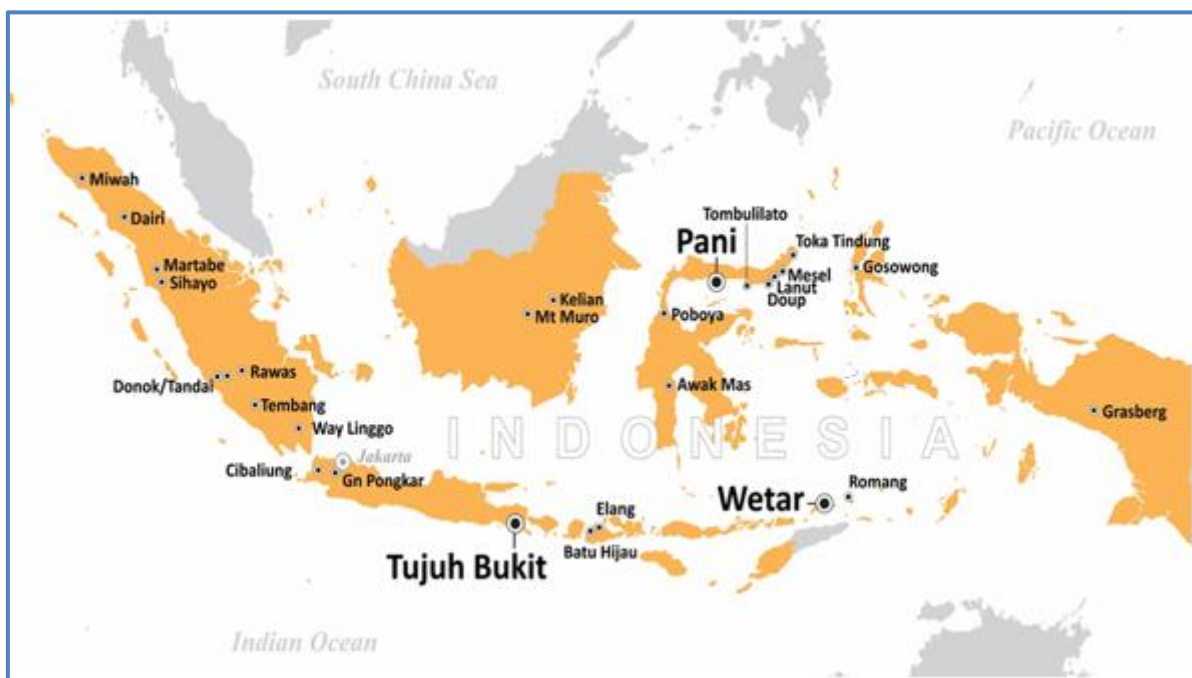 South China Sea
Pacific Ocean
Miwah
Dairi
Tombulilato
Pani
Toka Tindung
Martabe
Sihayo
Mesel
Gosowong
Lanut
Doup
Kelian
Mt Muro
Poboya
Rawas
Donok/Tandai
Awak Mas
Tembang
Grasberg
Way Linggo
INDONESIA
Jakarta
Cibaliung
Gn Pongkar
Romang
Wetar
Elang
Batu Hijau
Tujuh Bukit
Indian Ocean